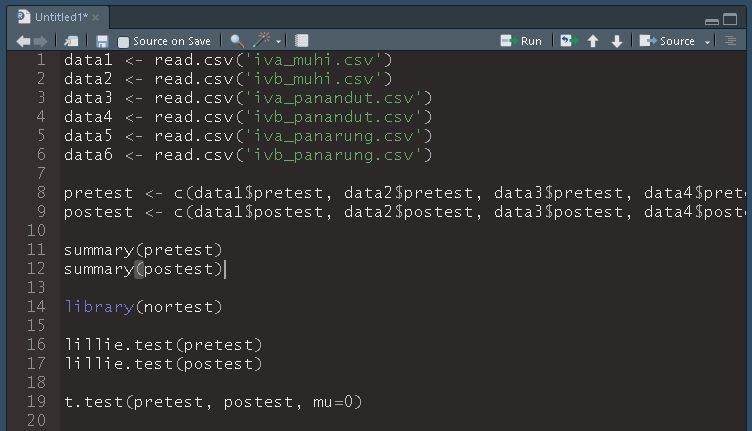 Untitled1*
Source on Save Run Source
1 data1 <- read.csv('iva_muhi.csv')
2 data2 <- read.csv('ivb_muhi.csv')
3 data3 <- read.csv('iva_panandut.csv')
4 data4 <- read.csv('ivb_panandut.csv')
5 data5 <- read.csv('iva_panarung.csv')
6 data6 <- read.csv('ivb_panarung.csv')
7
8 pretest <- c(data1$pretest, data2$pretest, data3$pretest, data4$prete
9 postest <- c(data1$postest, data2$postest, data3$postest, data4$poste
10
11 summary(pretest)
12 summary(postest)
13
14 library(nortest)
15
16 lillie.test(pretest)
17 lillie.test(postest)
18
19 t.test(pretest, postest, mu=0)
20